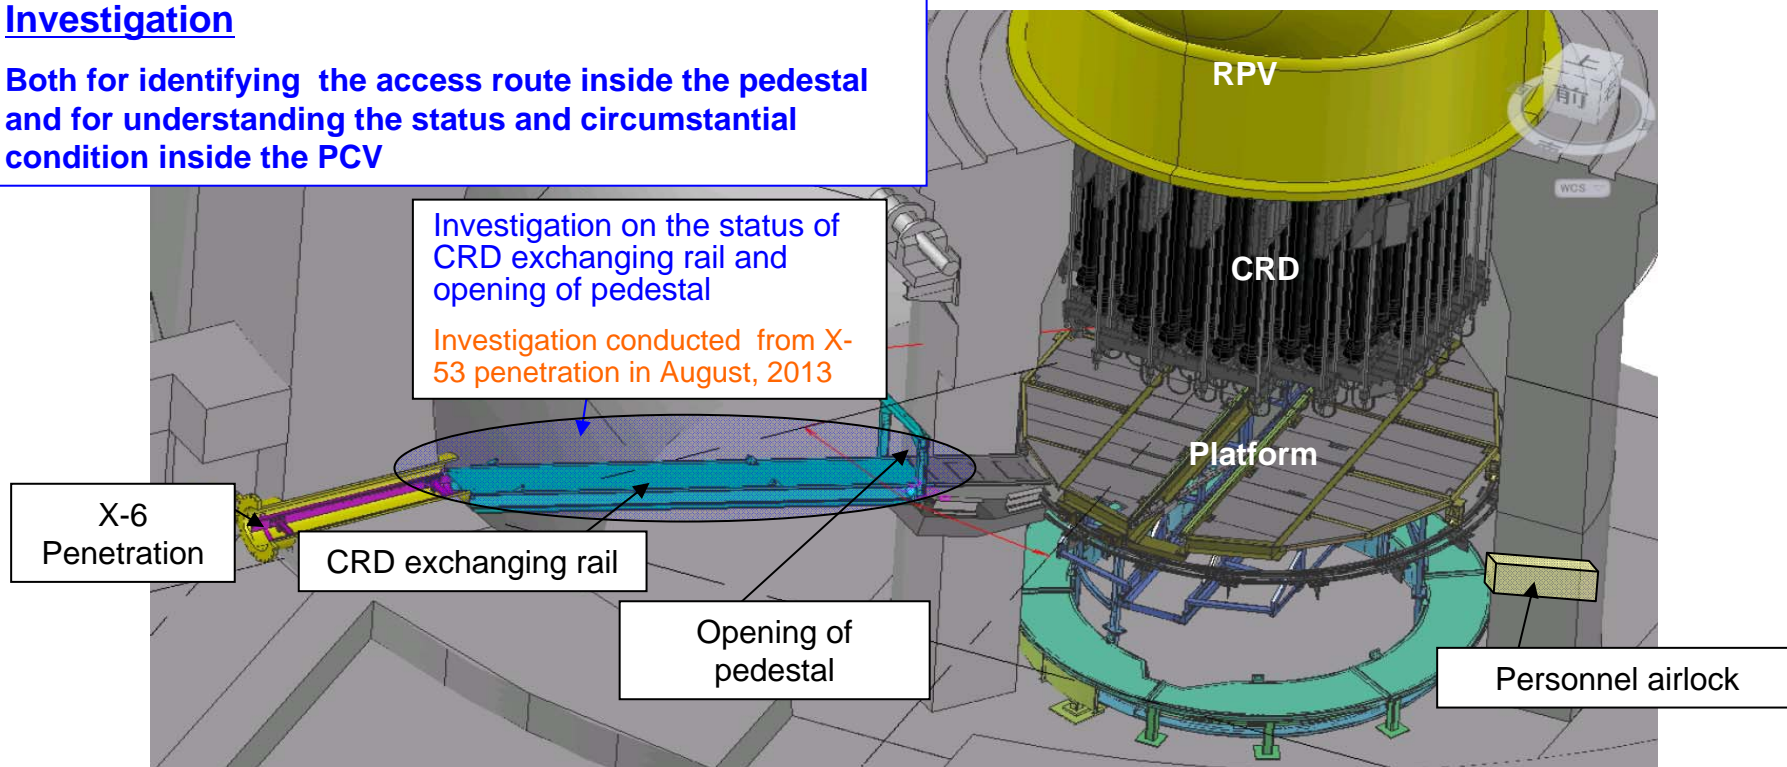 Investigation
Both for identifying the access route inside the pedestal
and for understanding the status and circumstantial
condition inside the PCV
RPV
上
前
WCS
Investigation on the status of
CRD exchanging rail and
opening of pedestal
Investigation conducted from X-
53 penetration in August, 2013
CRD
Platform
X-6
Penetration
CRD exchanging rail
Opening of
pedestal
Personnel airlock